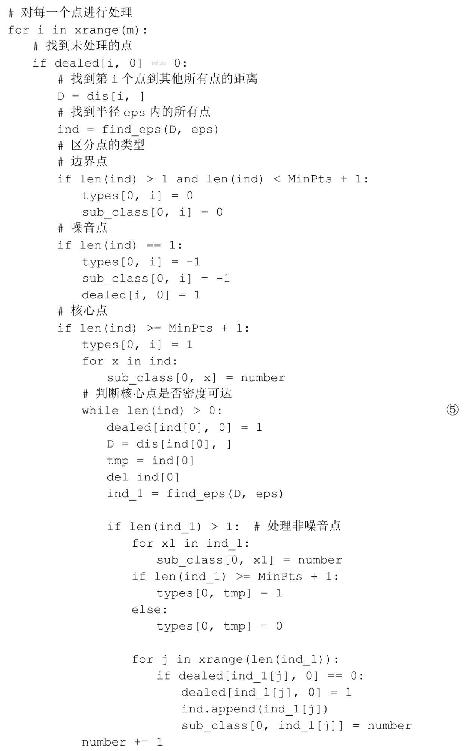 # 对每一个点进行处理
for i in xrange(m):
    # 找到未处理的点
    if dealed[i, 0] == 0:
        # 找到第 i 个点到其他所有点的距离
        D = dis[i, ]
        # 找到半径 eps 内的所有点
        ind = find_eps(D, eps)
        # 区分点的类型
        # 边界点
        if len(ind) > 1 and len(ind) < MinPts + 1:
            types[0, i] = 0
            sub_class[0, i] = 0
        # 噪音点
        if len(ind) == 1:
            types[0, i] = -1
            sub_class[0, i] = -1
            dealed[i, 0] = 1
        # 核心点
        if len(ind) >= MinPts + 1:
            types[0, i] = 1
            for x in ind:
                sub_class[0, x] = number
            # 判断核心点是否密度可达
            while len(ind) > 0: ⑤
                dealed[ind[0], 0] = 1
                D = dis[ind[0], ]
                tmp = ind[0]
                del ind[0]
                ind_1 = find_eps(D, eps)

                if len(ind_1) > 1:  # 处理非噪音点
                    for x1 in ind_1:
                        sub_class[0, x1] = number
                    if len(ind_1) >= MinPts + 1:
                        types[0, tmp] = 1
                    else:
                        types[0, tmp] = 0

                    for j in xrange(len(ind_1)):
                        if dealed[ind_1[j], 0] == 0:
                            dealed[ind_1[j], 0] = 1
                            ind.append(ind_1[j])
                            sub_class[0, ind_1[j]] = number
            number += 1